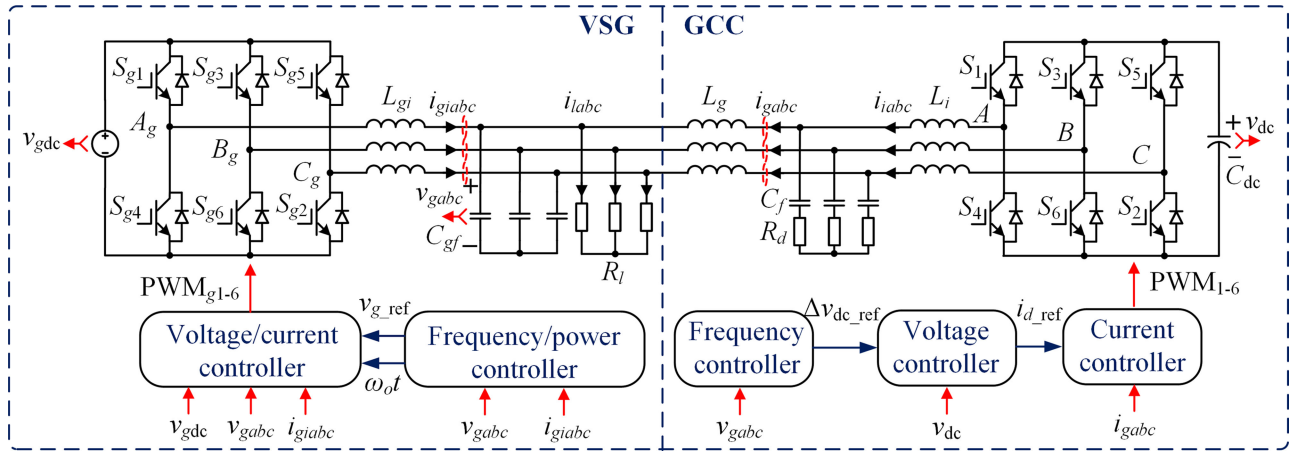 VSG GCC
S_g1 S_g3 S_g5
S_1 S_3 S_5
L_gi i_giabc i_labc L_g i_gabc i_iabc L_i
A_g A
v_gdc + − B_g B + v_dc
C_g C − C_dc
v_gabc +
S_g4 S_g6 S_g2 C_f S_4 S_6 S_2
C_gf − R_d
R_l
PWM_g1-6 PWM_1-6
v_g_ref Δv_dc_ref i_d_ref
Voltage/current
controller
Frequency/power
controller
ω_o t
Frequency
controller
Voltage
controller
Current
controller
v_gdc v_gabc i_giabc v_gabc i_giabc v_gabc v_dc i_gabc